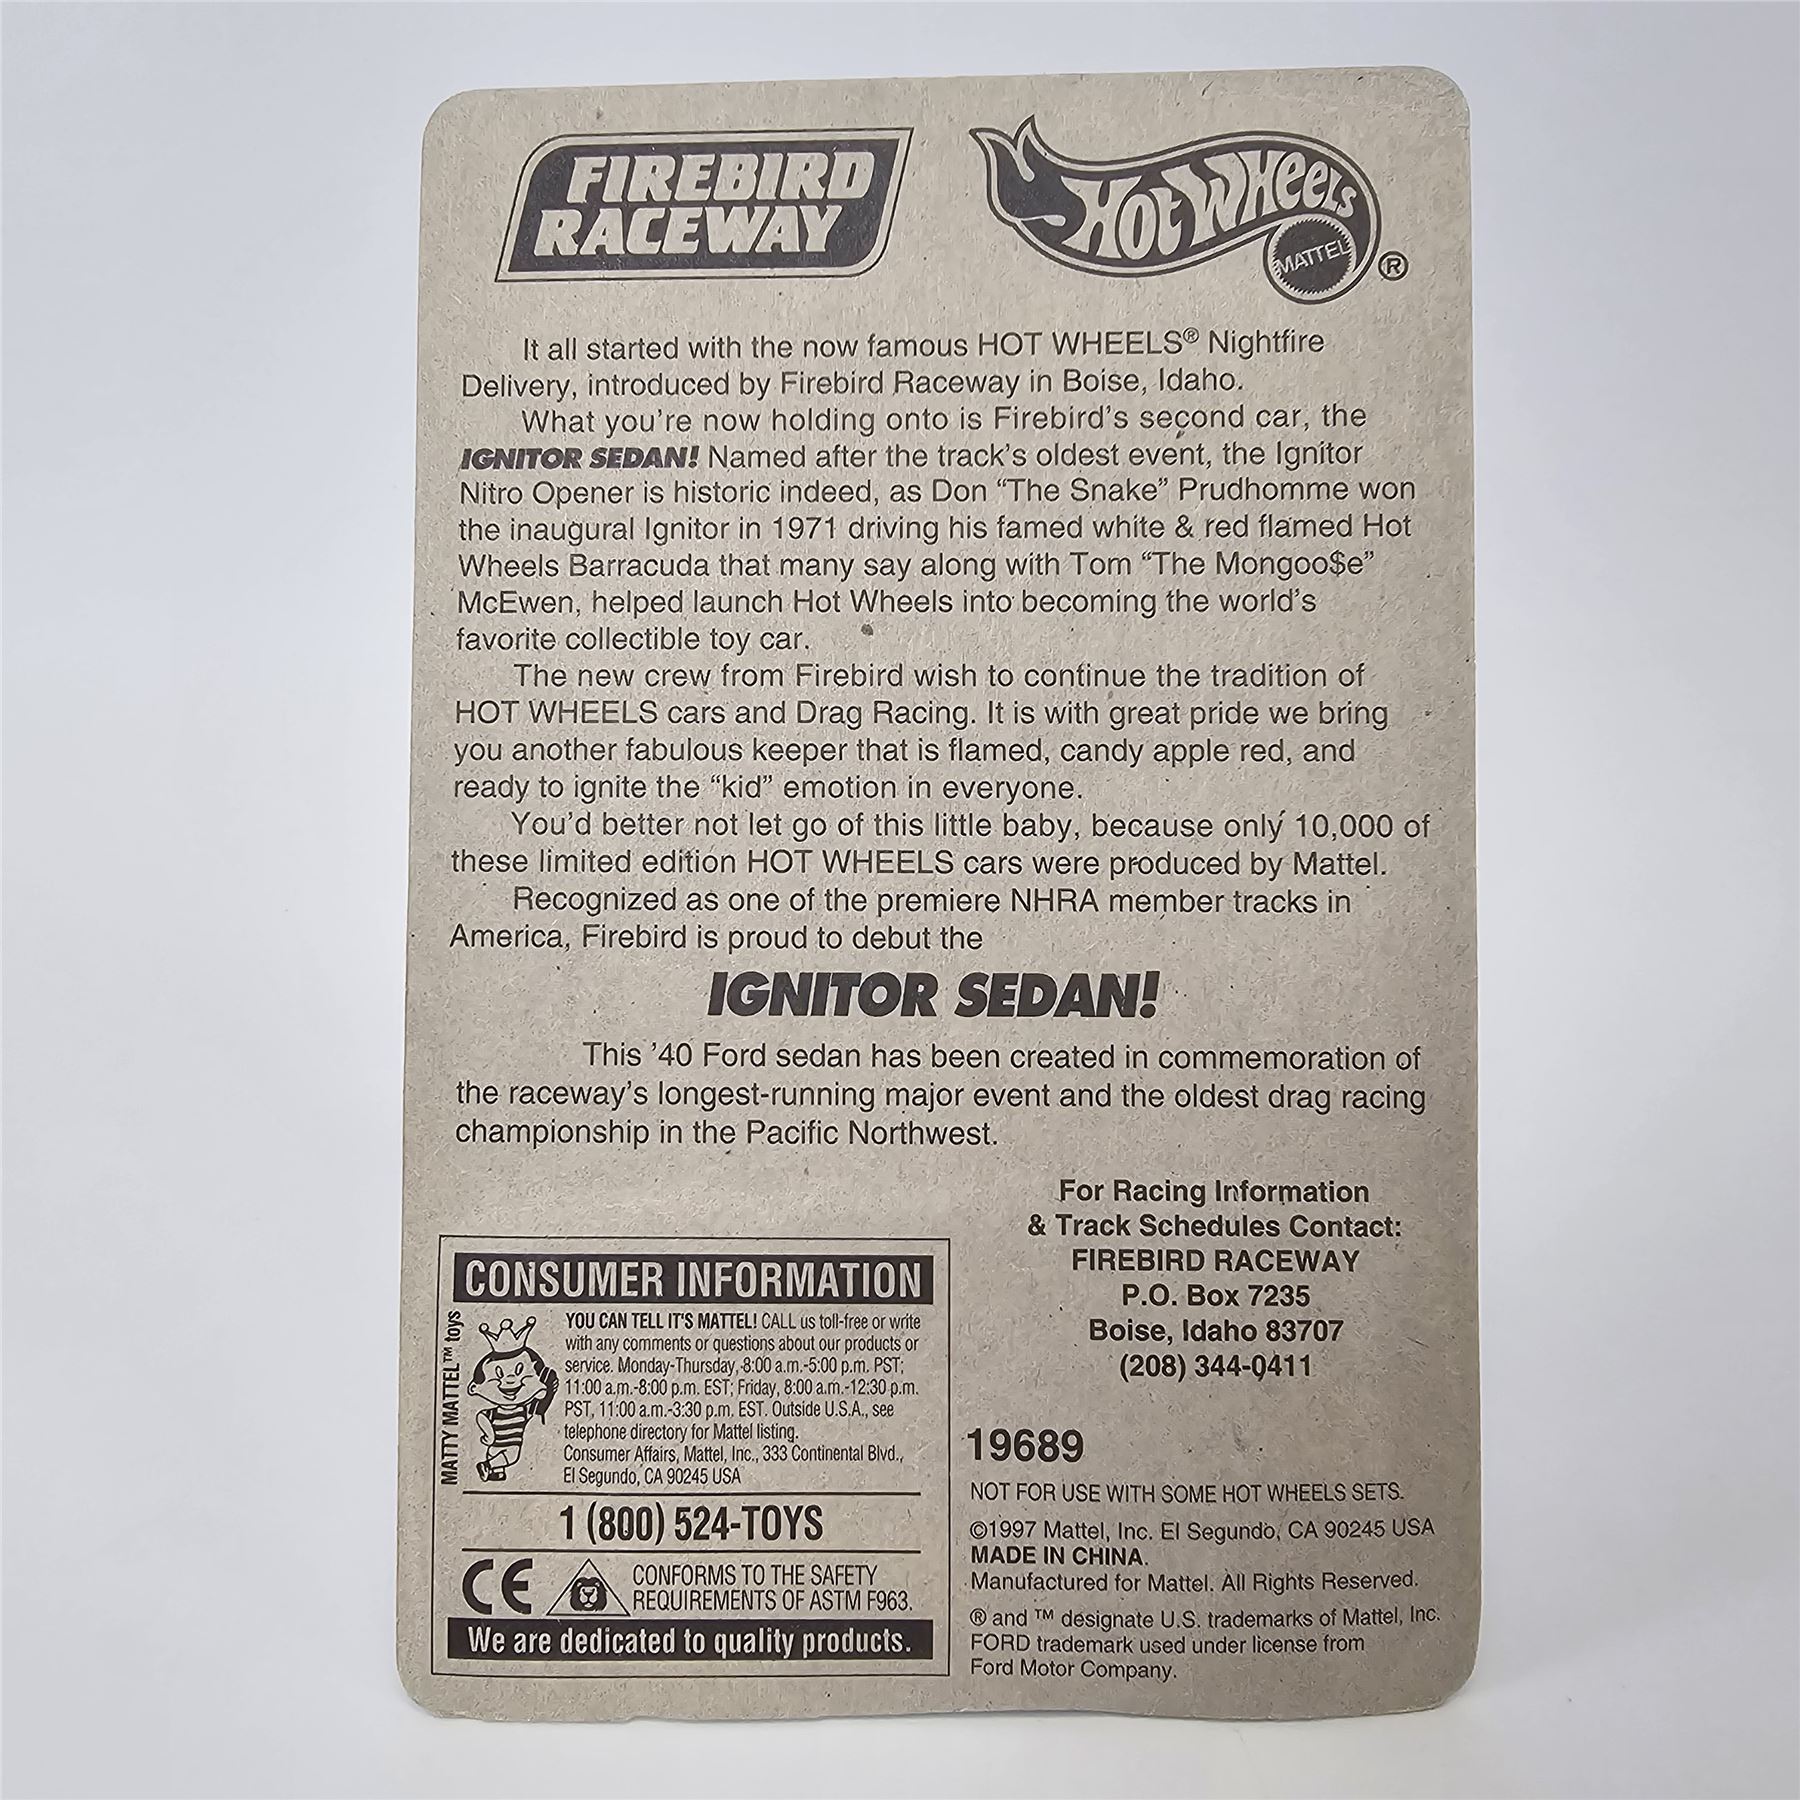 FIREBIRD
RACEWAY
HOT WHEELS
MATTEL
®
It all started with the now famous HOT WHEELS® Nightfire
Delivery, introduced by Firebird Raceway in Boise, Idaho.
What you're now holding onto is Firebird's second car, the
IGNITOR SEDAN! Named after the track's oldest event, the Ignitor
Nitro Opener is historic indeed, as Don “The Snake” Prudhomme won
the inaugural Ignitor in 1971 driving his famed white & red flamed Hot
Wheels Barracuda that many say along with Tom “The Mongoo$e”
McEwen, helped launch Hot Wheels into becoming the world's
favorite collectible toy car.
The new crew from Firebird wish to continue the tradition of
HOT WHEELS cars and Drag Racing. It is with great pride we bring
you another fabulous keeper that is flamed, candy apple red, and
ready to ignite the “kid” emotion in everyone.
You'd better not let go of this little baby, because only 10,000 of
these limited edition HOT WHEELS cars were produced by Mattel.
Recognized as one of the premiere NHRA member tracks in
America, Firebird is proud to debut the
IGNITOR SEDAN!
This '40 Ford sedan has been created in commemoration of
the raceway's longest-running major event and the oldest drag racing
championship in the Pacific Northwest.
For Racing Information
& Track Schedules Contact:
FIREBIRD RACEWAY
P.O. Box 7235
Boise, Idaho 83707
(208) 344-0411
CONSUMER INFORMATION
MATTY MATTEL™ toys
YOU CAN TELL IT'S MATTEL! CALL us toll-free or write
with any comments or questions about our products or
service. Monday-Thursday, 8:00 a.m.-5:00 p.m. PST;
11:00 a.m.-8:00 p.m. EST; Friday, 8:00 a.m.-12:30 p.m.
PST, 11:00 a.m.-3:30 p.m. EST. Outside U.S.A., see
telephone directory for Mattel listing.
Consumer Affairs, Mattel, Inc., 333 Continental Blvd.,
El Segundo, CA 90245 USA
1 (800) 524-TOYS
CE
CONFORMS TO THE SAFETY
REQUIREMENTS OF ASTM F963.
We are dedicated to quality products.
19689
NOT FOR USE WITH SOME HOT WHEELS SETS.
©1997 Mattel, Inc. El Segundo, CA 90245 USA
MADE IN CHINA.
Manufactured for Mattel. All Rights Reserved.
® and ™ designate U.S. trademarks of Mattel, Inc.
FORD trademark used under license from
Ford Motor Company.